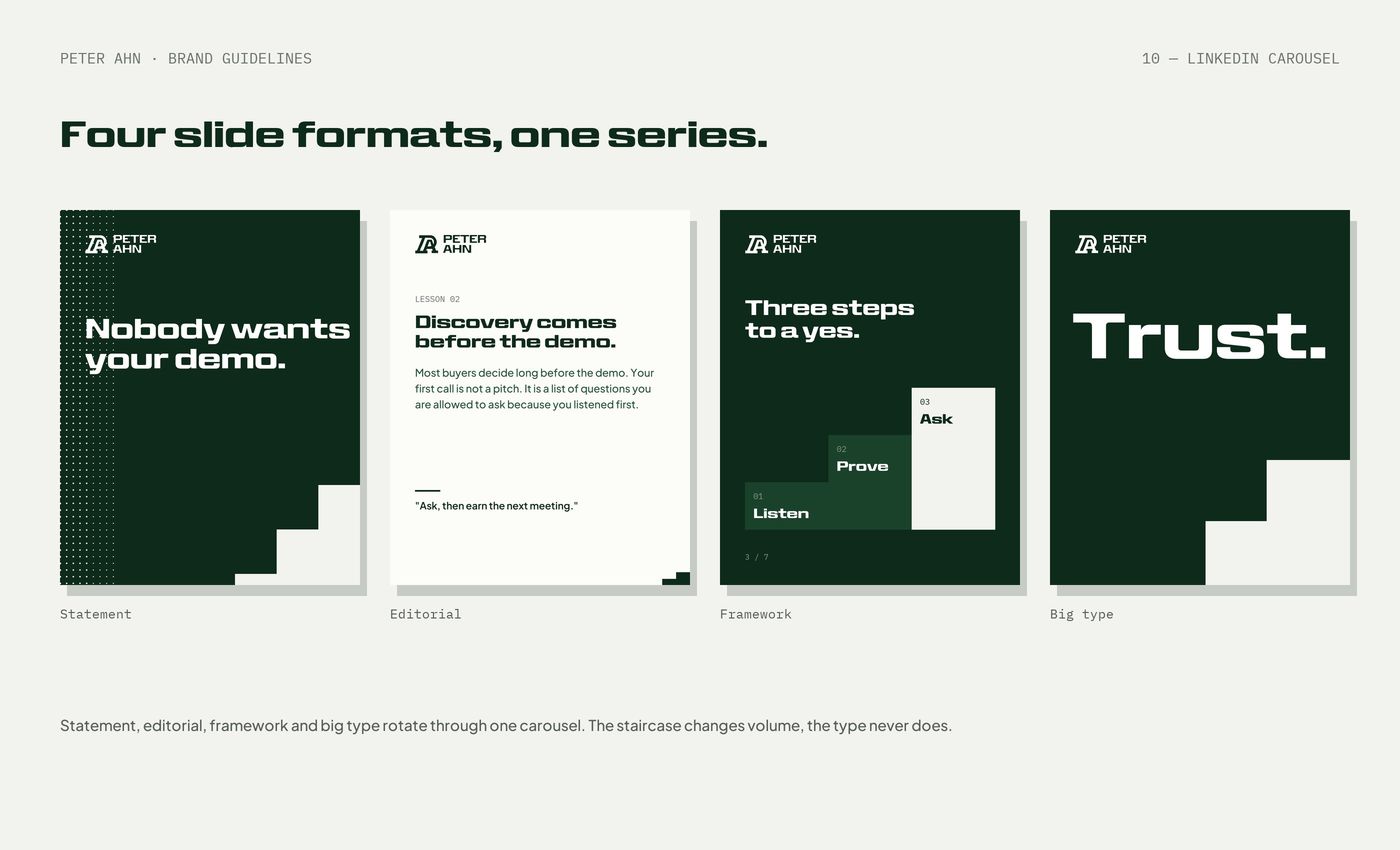 PETER AHN · BRAND GUIDELINES
10 — LINKEDIN CAROUSEL
Four slide formats, one series.
PETER
AHN
Nobody wants
your demo.
Statement
PETER
AHN
LESSON 02
Discovery comes
before the demo.
Most buyers decide long before the demo. Your
first call is not a pitch. It is a list of questions you
are allowed to ask because you listened first.
"Ask, then earn the next meeting."
Editorial
PETER
AHN
Three steps
to a yes.
01
Listen
02
Prove
03
Ask
3 / 7
Framework
PETER
AHN
Trust.
Big type
Statement, editorial, framework and big type rotate through one carousel. The staircase changes volume, the type never does.